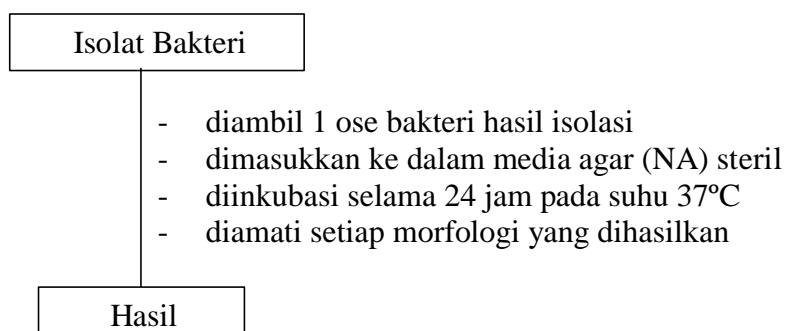 Isolat Bakteri
- diambil 1 ose bakteri hasil isolasi
- dimasukkan ke dalam media agar (NA) steril
- diinkubasi selama 24 jam pada suhu 37ºC
- diamati setiap morfologi yang dihasilkan
Hasil